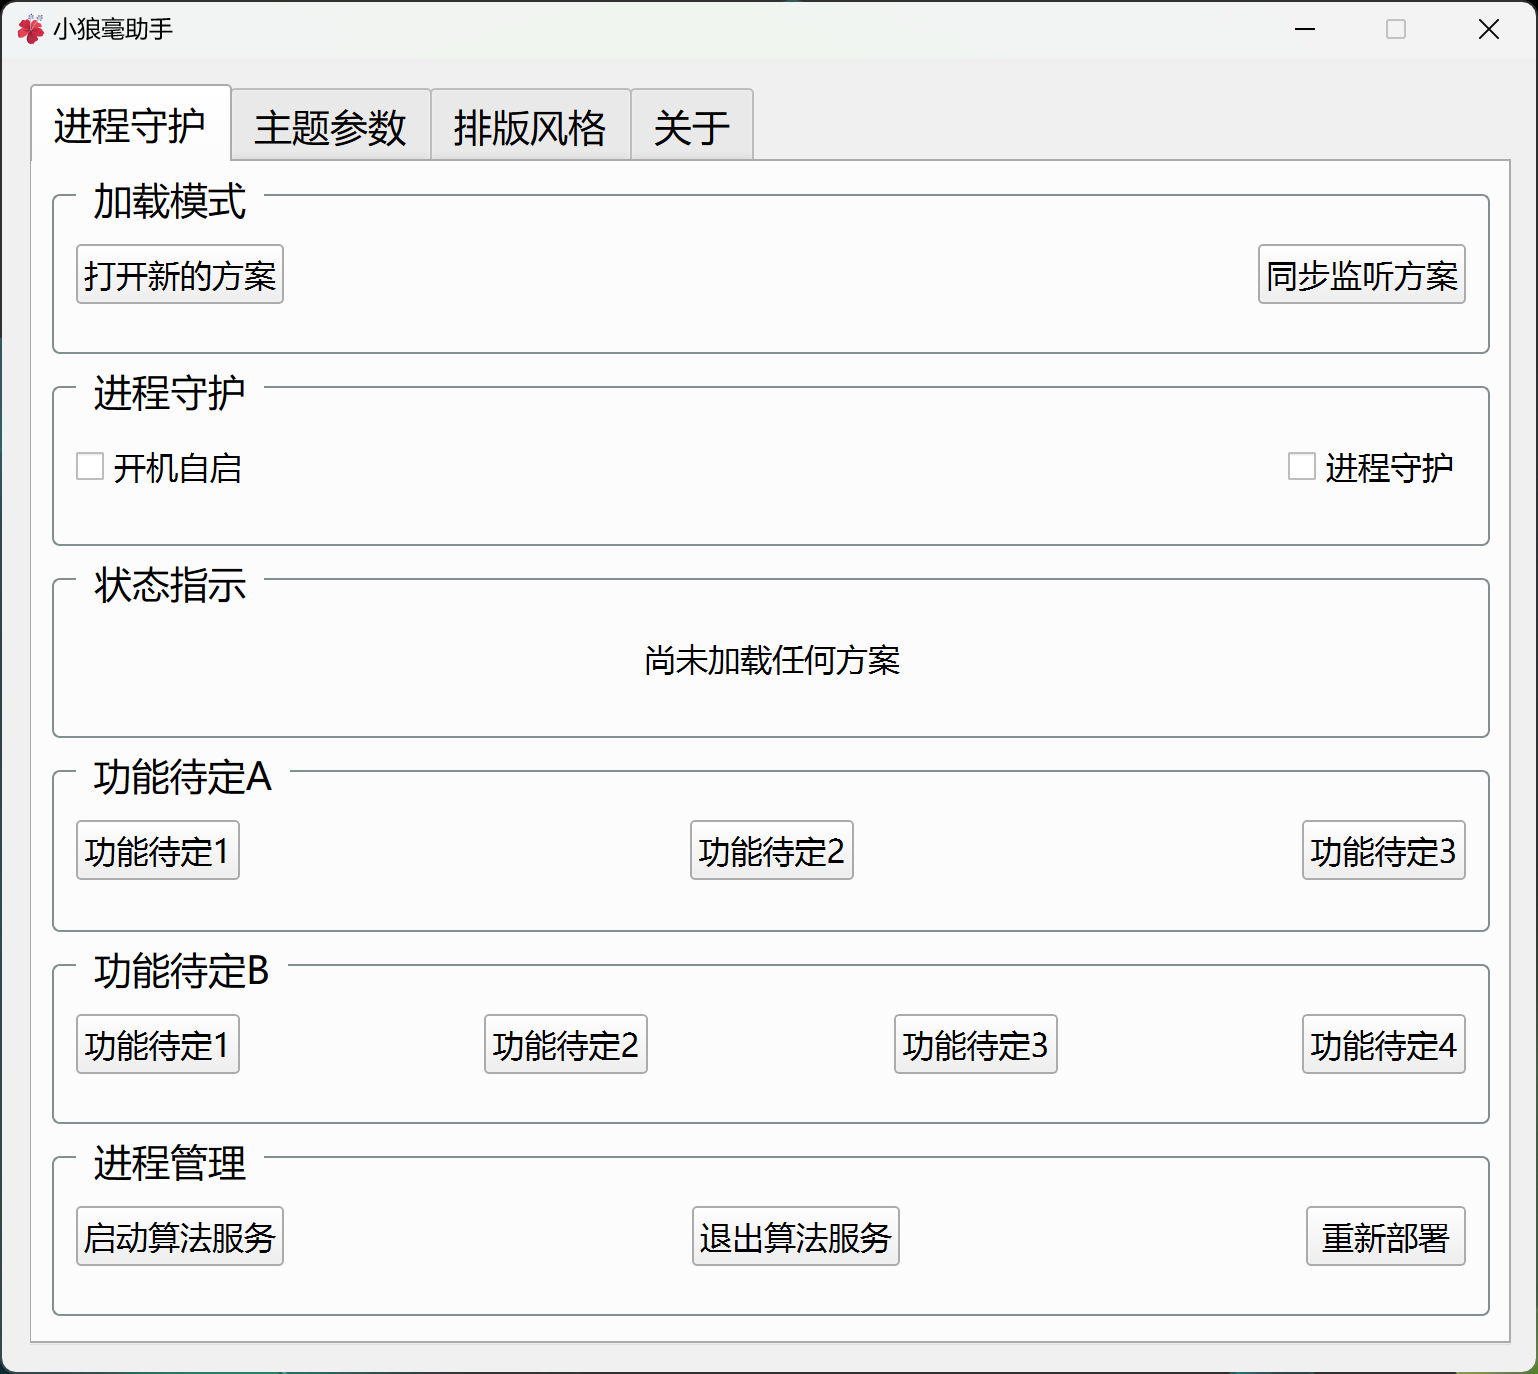 小狼毫助手
进程守护 主题参数 排版风格 关于
加载模式
打开新的方案 同步监听方案
进程守护
开机自启 进程守护
状态指示
尚未加载任何方案
功能待定A
功能待定1 功能待定2 功能待定3
功能待定B
功能待定1 功能待定2 功能待定3 功能待定4
进程管理
启动算法服务 退出算法服务 重新部署